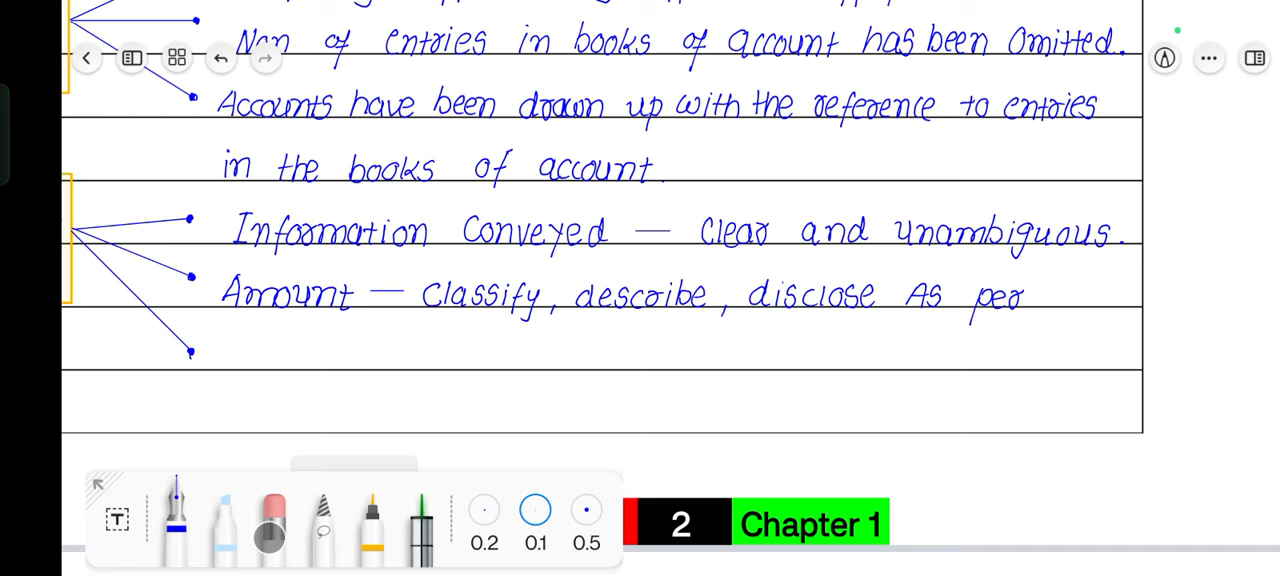 Non of entries in books of account has been Omitted.
Accounts have been drawn up with the reference to entries
in the books of account.
Information Conveyed — Clear and Unambiguous.
Amount — Classify, describe, disclose As per
T
0.2 0.1 0.5
2 Chapter 1